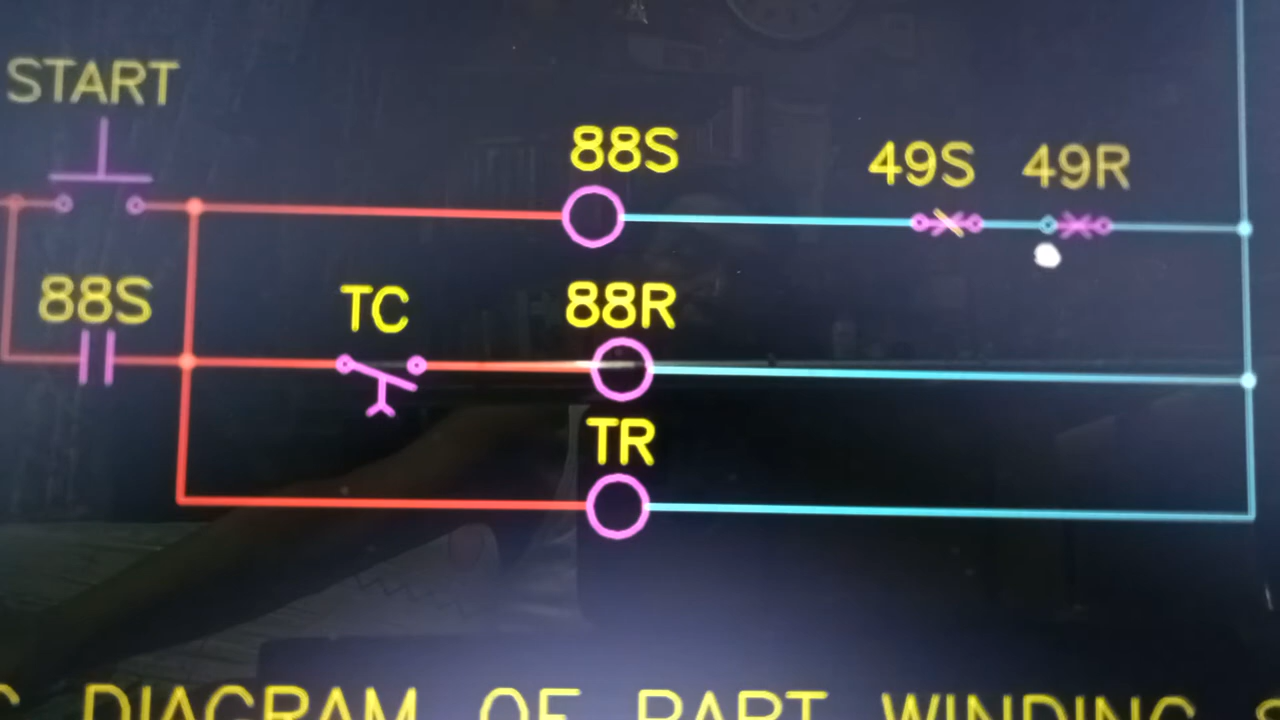 START
88S
49S 49R
88S
TC
88R
TR
DIAGRAM OF PART WINDING